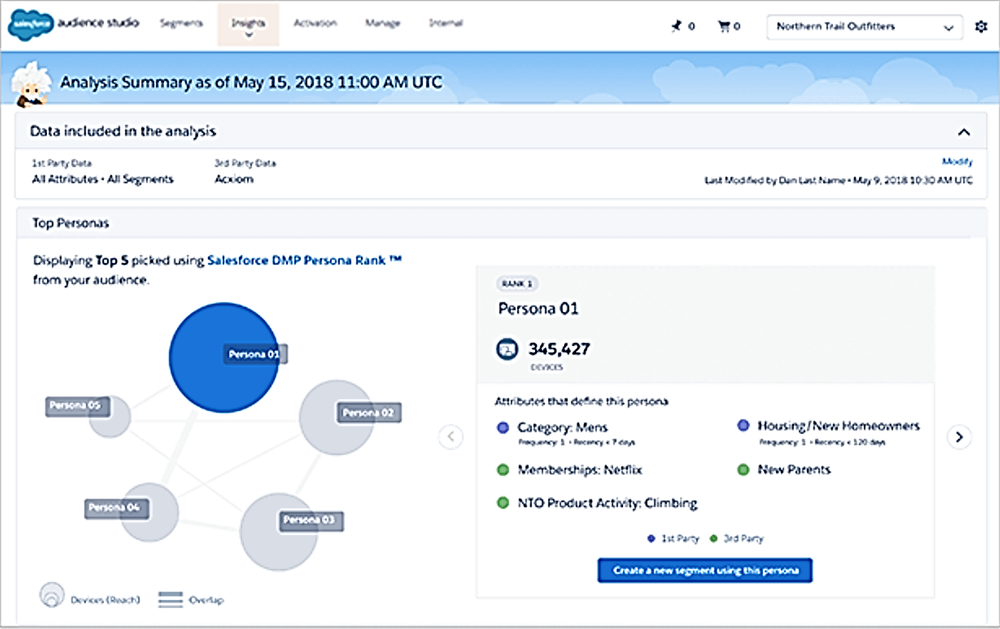 salesforce audience studio Segments Insights Activation Manage Internal 0 0 Northern Trail Outfitters
Analysis Summary as of May 15, 2018 11:00 AM UTC
Data included in the analysis
1st Party Data 3rd Party Data Modify
All Attributes • All Segments Acxiom Last Modified by Dan Last Name • May 9, 2018 10:30 AM UTC
Top Personas
Displaying Top 5 picked using Salesforce DMP Persona Rank ™
from your audience.
RANK 1
Persona 01
345,427
DEVICES
Persona 01
Persona 05
Persona 02
Persona 04
Persona 03
Devices (Reach) Overlap
Attributes that define this persona
Category: Mens
Frequency: 1 • Recency < 7 days
Housing/New Homeowners
Frequency: 1 • Recency < 120 days
Memberships: Netflix
New Parents
NTO Product Activity: Climbing
1st Party 3rd Party
Create a new segment using this persona